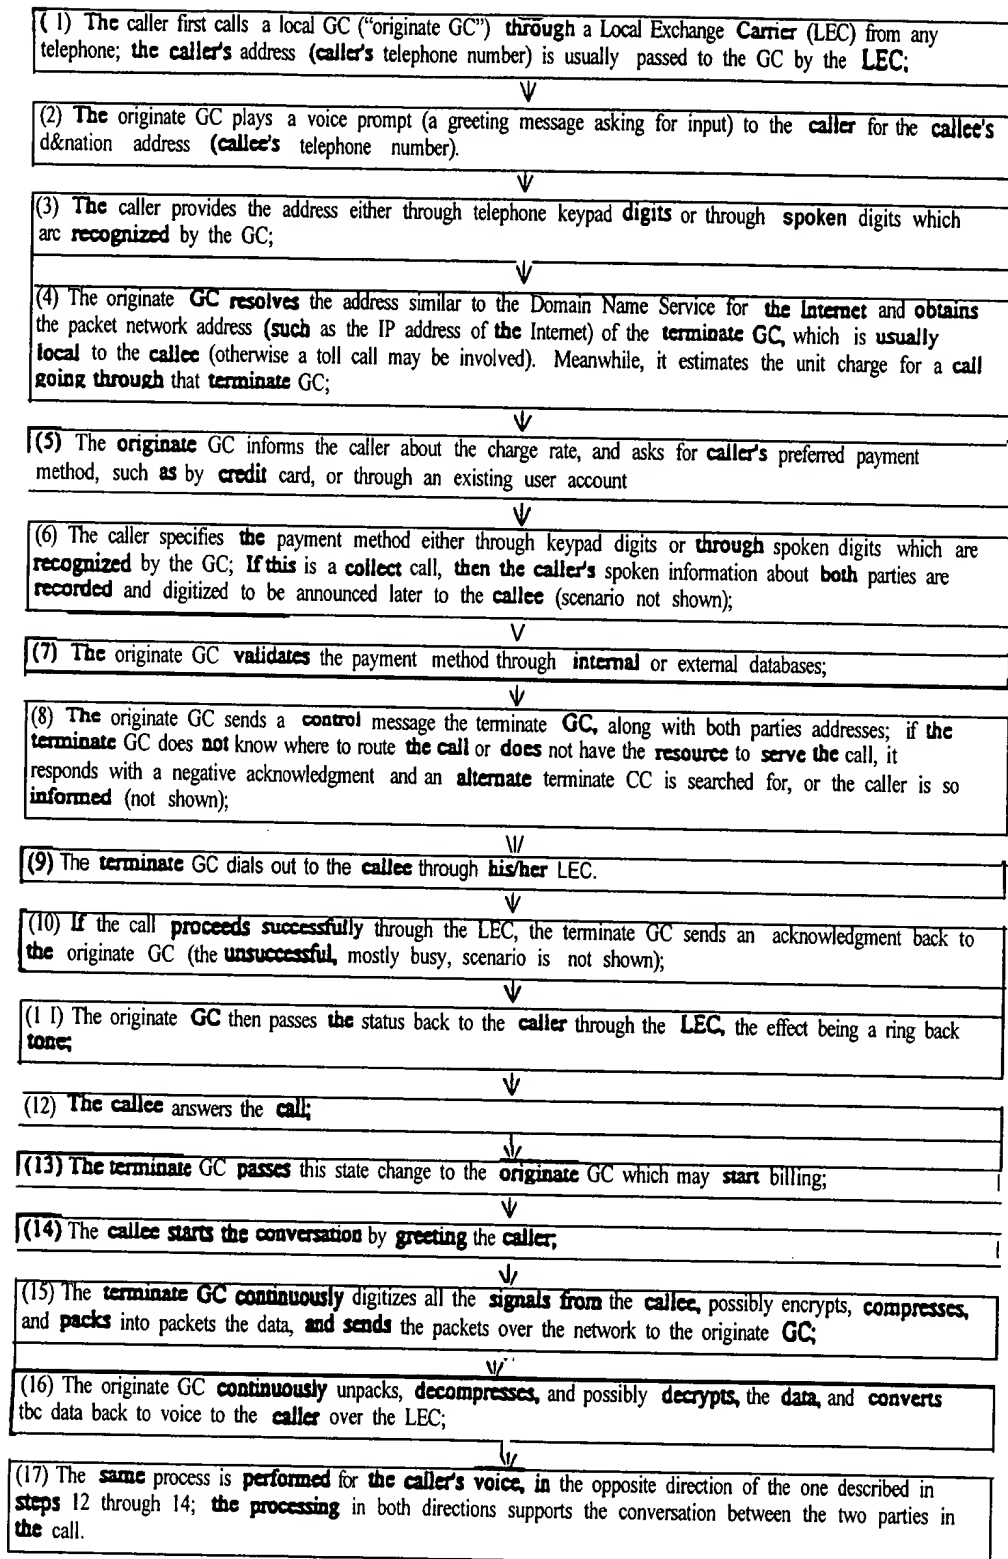 ( 1) The caller first calls a local GC (“originate GC”) through a Local Exchange Carrier (LEC) from any
telephone; the caller's address (caller's telephone number) is usually passed to the GC by the LEC;
(2) The originate GC plays a voice prompt (a greeting message asking for input) to the caller for the callee's
d&nation address (callee's telephone number).
(3) The caller provides the address either through telephone keypad digits or through spoken digits which
arc recognized by the GC;
(4) The originate GC resolves the address similar to the Domain Name Service for the Internet and obtains
the packet network address (such as the IP address of the Internet) of the terminate GC, which is usually
local to the callee (otherwise a toll call may be involved). Meanwhile, it estimates the unit charge for a call
going through that terminate GC;
(5) The originate GC informs the caller about the charge rate, and asks for caller's preferred payment
method, such as by credit card, or through an existing user account
(6) The caller specifies the payment method either through keypad digits or through spoken digits which are
recognized by the GC; If this is a collect call, then the caller's spoken information about both parties are
recorded and digitized to be announced later to the callee (scenario not shown);
(7) The originate GC validates the payment method through internal or external databases;
(8) The originate GC sends a control message the terminate GC, along with both parties addresses; if the
terminate GC does not know where to route the call or does not have the resource to serve the call, it
responds with a negative acknowledgment and an alternate terminate CC is searched for, or the caller is so
informed (not shown);
(9) The terminate GC dials out to the callee through his/her LEC.
(10) If the call proceeds successfully through the LEC, the terminate GC sends an acknowledgment back to
the originate GC (the unsuccessful, mostly busy, scenario is not shown);
(1 I) The originate GC then passes the status back to the caller through the LEC, the effect being a ring back
tone;
(12) The callee answers the call;
(13) The terminate GC passes this state change to the originate GC which may start billing;
(14) The callee starts the conversation by greeting the caller;
(15) The terminate GC continuously digitizes all the signals from the callee, possibly encrypts, compresses,
and packs into packets the data, and sends the packets over the network to the originate GC;
(16) The originate GC continuously unpacks, decompresses, and possibly decrypts, the data, and converts
tbc data back to voice to the caller over the LEC;
(17) The same process is performed for the caller's voice, in the opposite direction of the one described in
steps 12 through 14; the processing in both directions supports the conversation between the two parties in
the call.